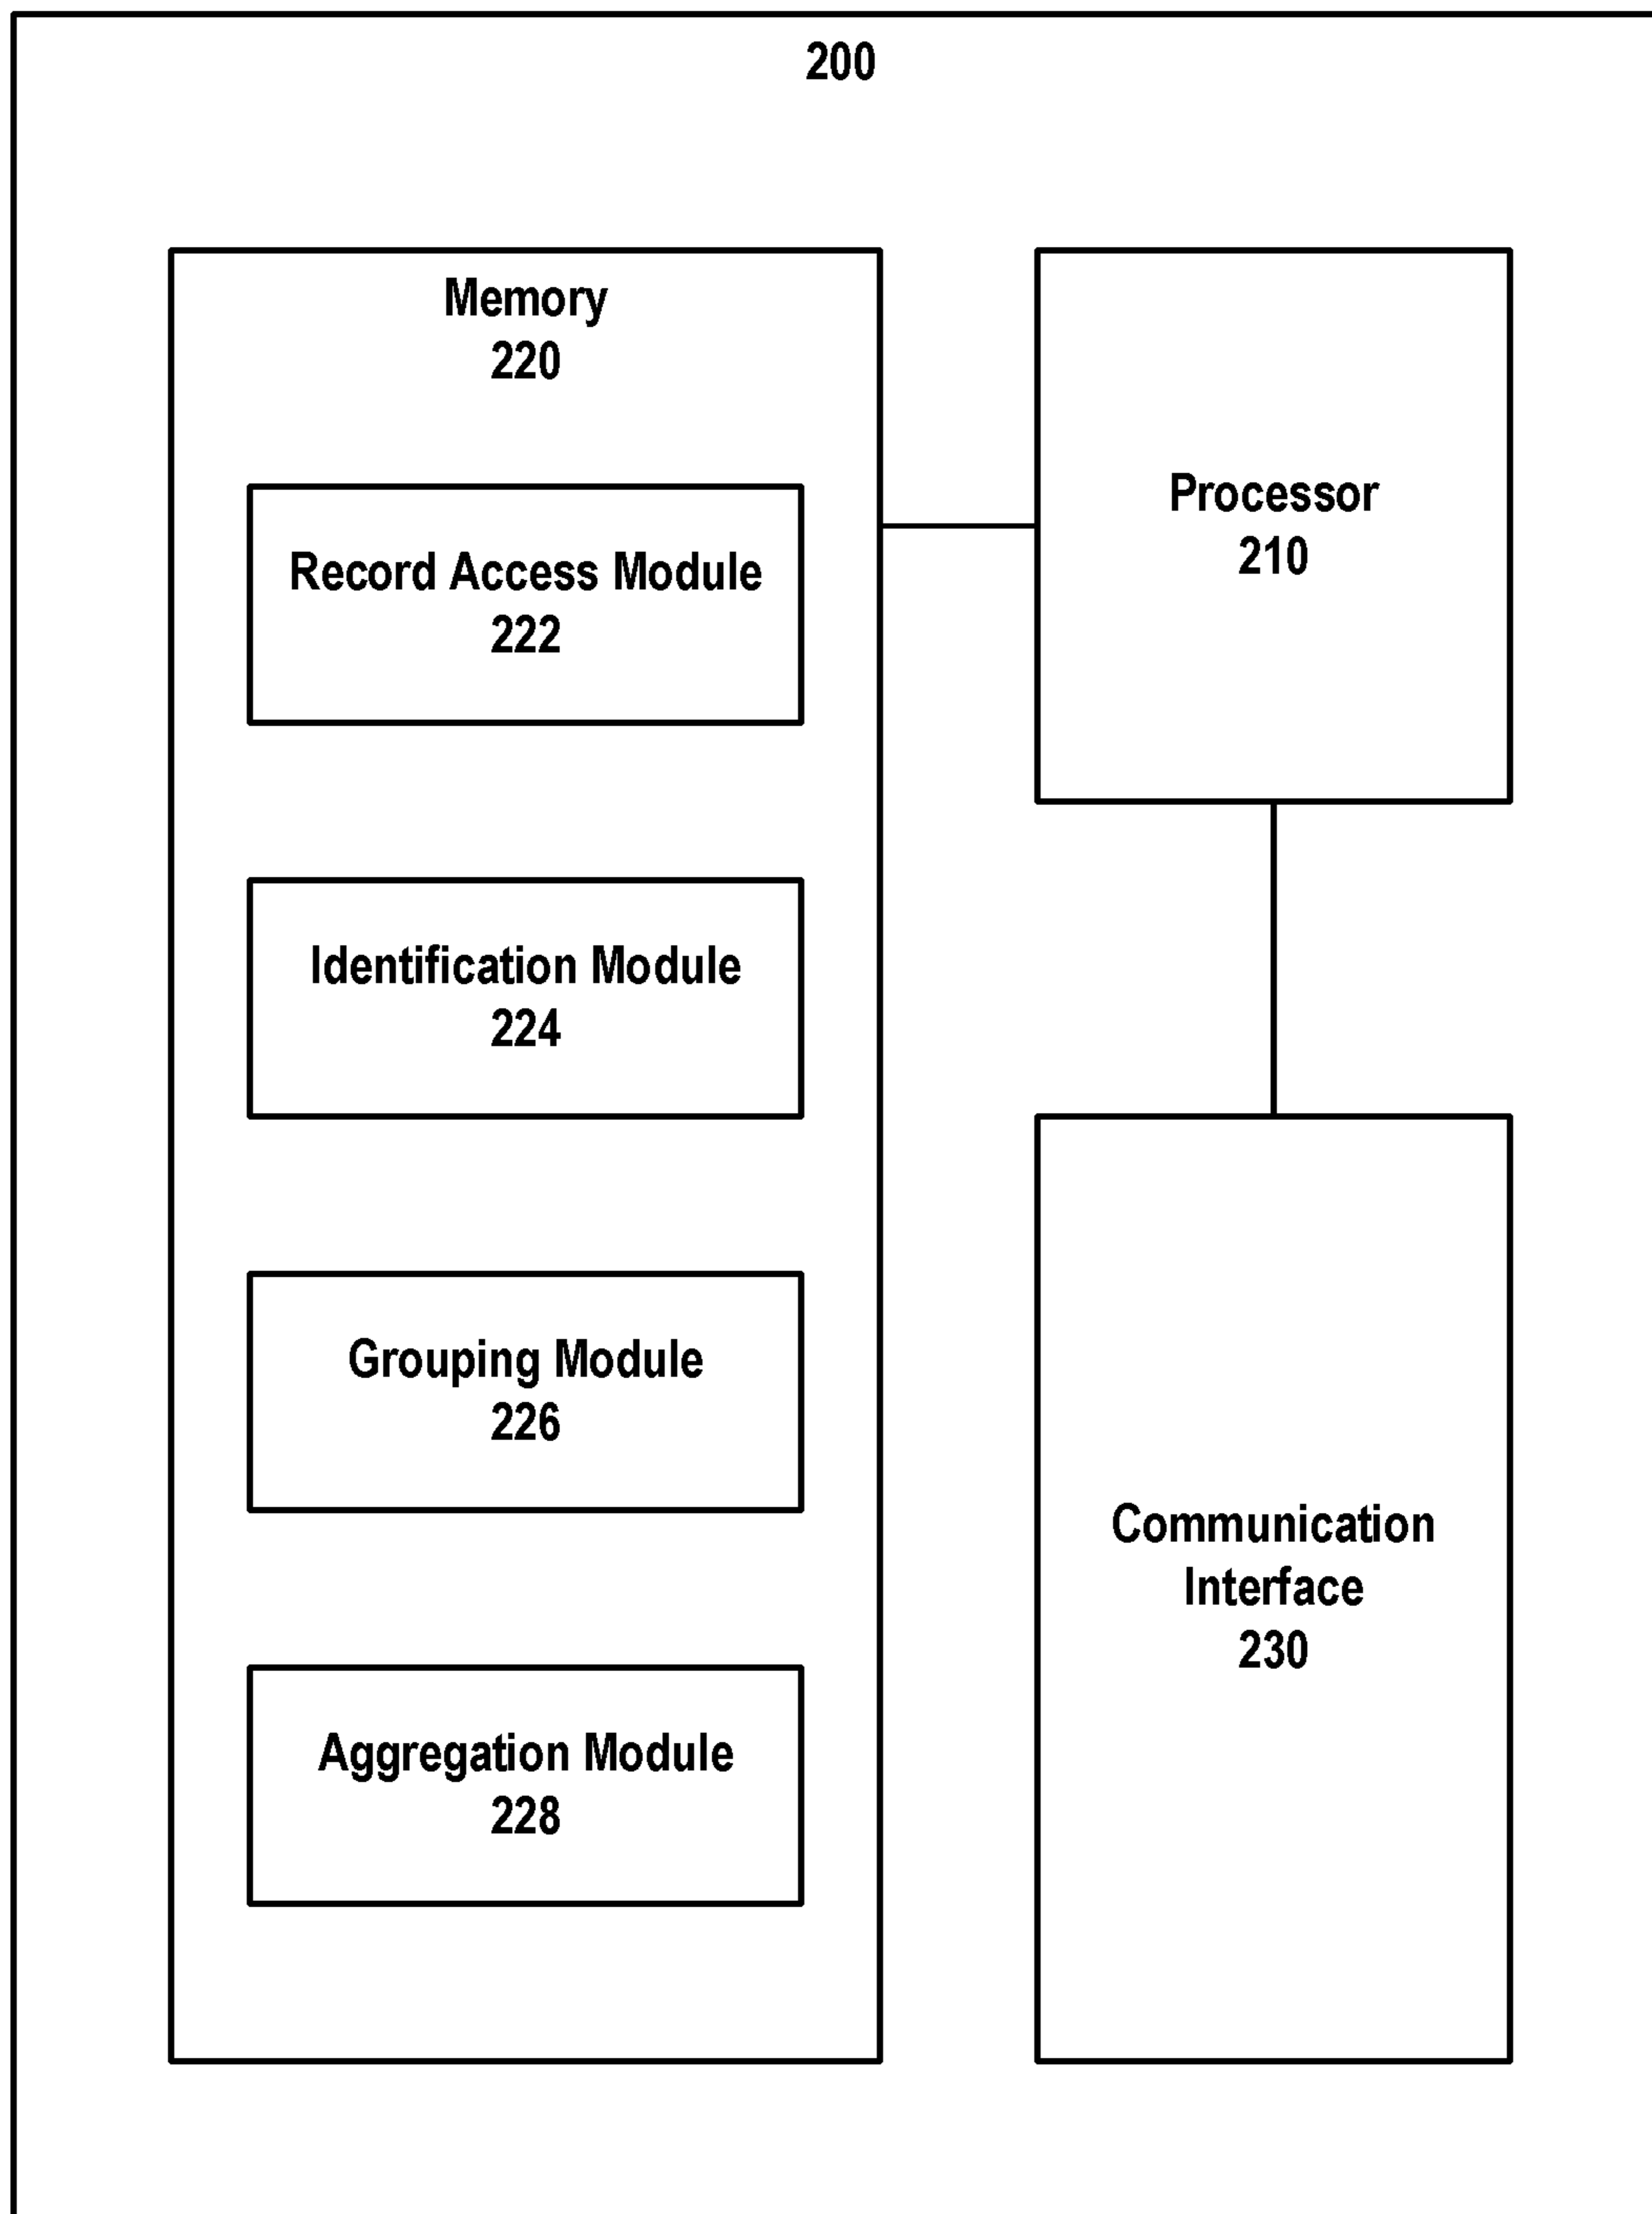 200
Memory
220
Record Access Module
222
Identification Module
224
Grouping Module
226
Aggregation Module
228
Processor
210
Communication
Interface
230